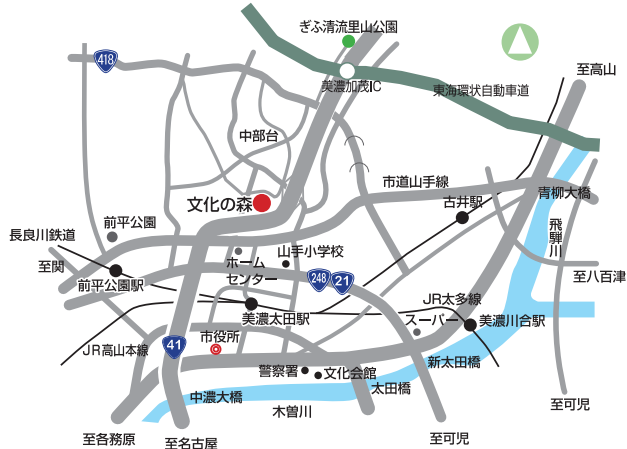 ぎふ清流里山公園
418
至高山
美濃加茂IC
東海環状自動車道
中部台
市道山手線
青柳大橋
文化の森
古井駅
前平公園
長良川鉄道
飛騨川
山手小学校
至関
ホーム
センター
248
21
至八百津
前平公園駅
JR太多線
美濃太田駅
スーパー
美濃川合駅
市役所
41
JR高山本線
新太田橋
警察署
文化会館
太田橋
中濃大橋
木曽川
至可児
至各務原
至名古屋
至可児